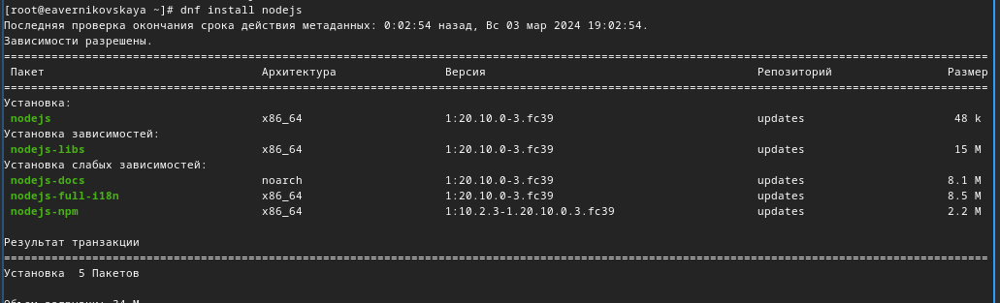 [root@eavernikovskaya ~]# dnf install nodejs
Последняя проверка окончания срока действия метаданных: 0:02:54 назад, Вс 03 мар 2024 19:02:54.
Зависимости разрешены.
================================================================================
Пакет Архитектура Версия Репозиторий Размер
================================================================================
Установка:
nodejs x86_64 1:20.10.0-3.fc39 updates 48 k
Установка зависимостей:
nodejs-libs x86_64 1:20.10.0-3.fc39 updates 15 M
Установка слабых зависимостей:
nodejs-docs noarch 1:20.10.0-3.fc39 updates 8.1 M
nodejs-full-i18n x86_64 1:20.10.0-3.fc39 updates 8.5 M
nodejs-npm x86_64 1:10.2.3-1.20.10.0.3.fc39 updates 2.2 M
Результат транзакции
================================================================================
Установка 5 Пакетов